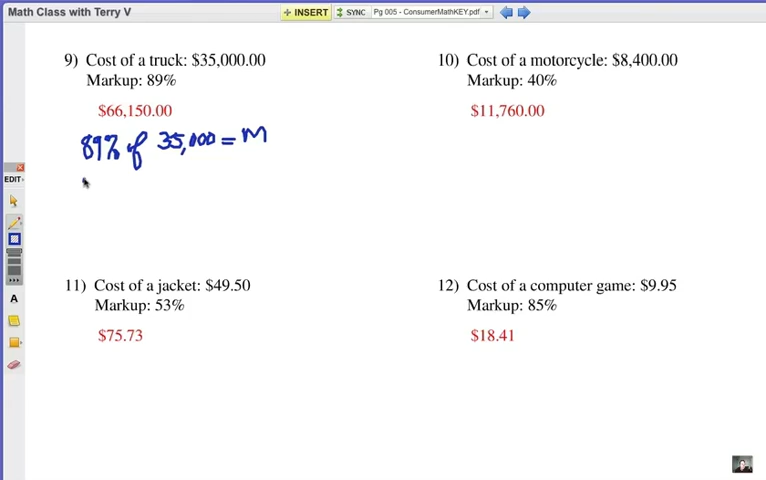 Math Class with Terry V
INSERT
SYNC
Pg 005 - ConsumerMathKEY.pdf
9) Cost of a truck: $35,000.00
Markup: 89%
$66,150.00
89% of 35,000 = M
10) Cost of a motorcycle: $8,400.00
Markup: 40%
$11,760.00
EDIT
A
11) Cost of a jacket: $49.50
Markup: 53%
$75.73
12) Cost of a computer game: $9.95
Markup: 85%
$18.41